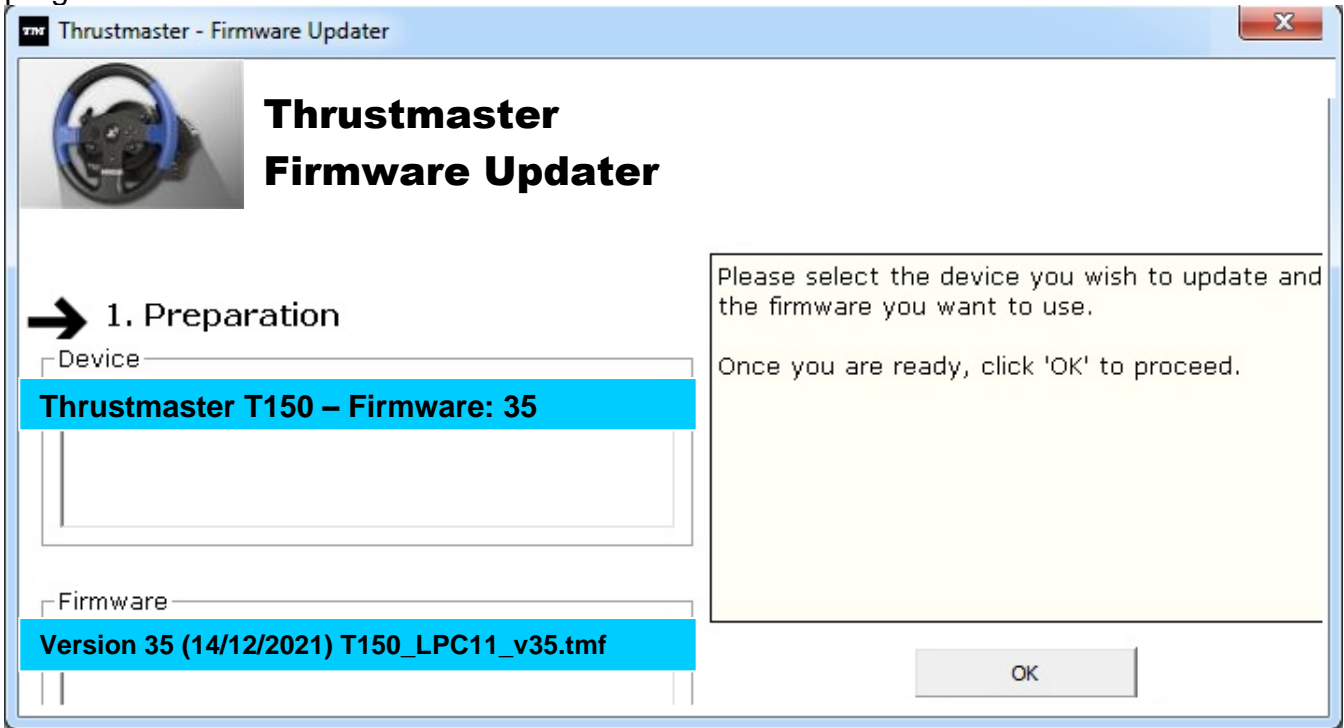 Thrustmaster - Firmware Updater
Thrustmaster
Firmware Updater
1. Preparation
Device
Thrustmaster T150 – Firmware: 35
Firmware
Version 35 (14/12/2021) T150_LPC11_v35.tmf
Please select the device you wish to update and
the firmware you want to use.
Once you are ready, click 'OK' to proceed.
OK